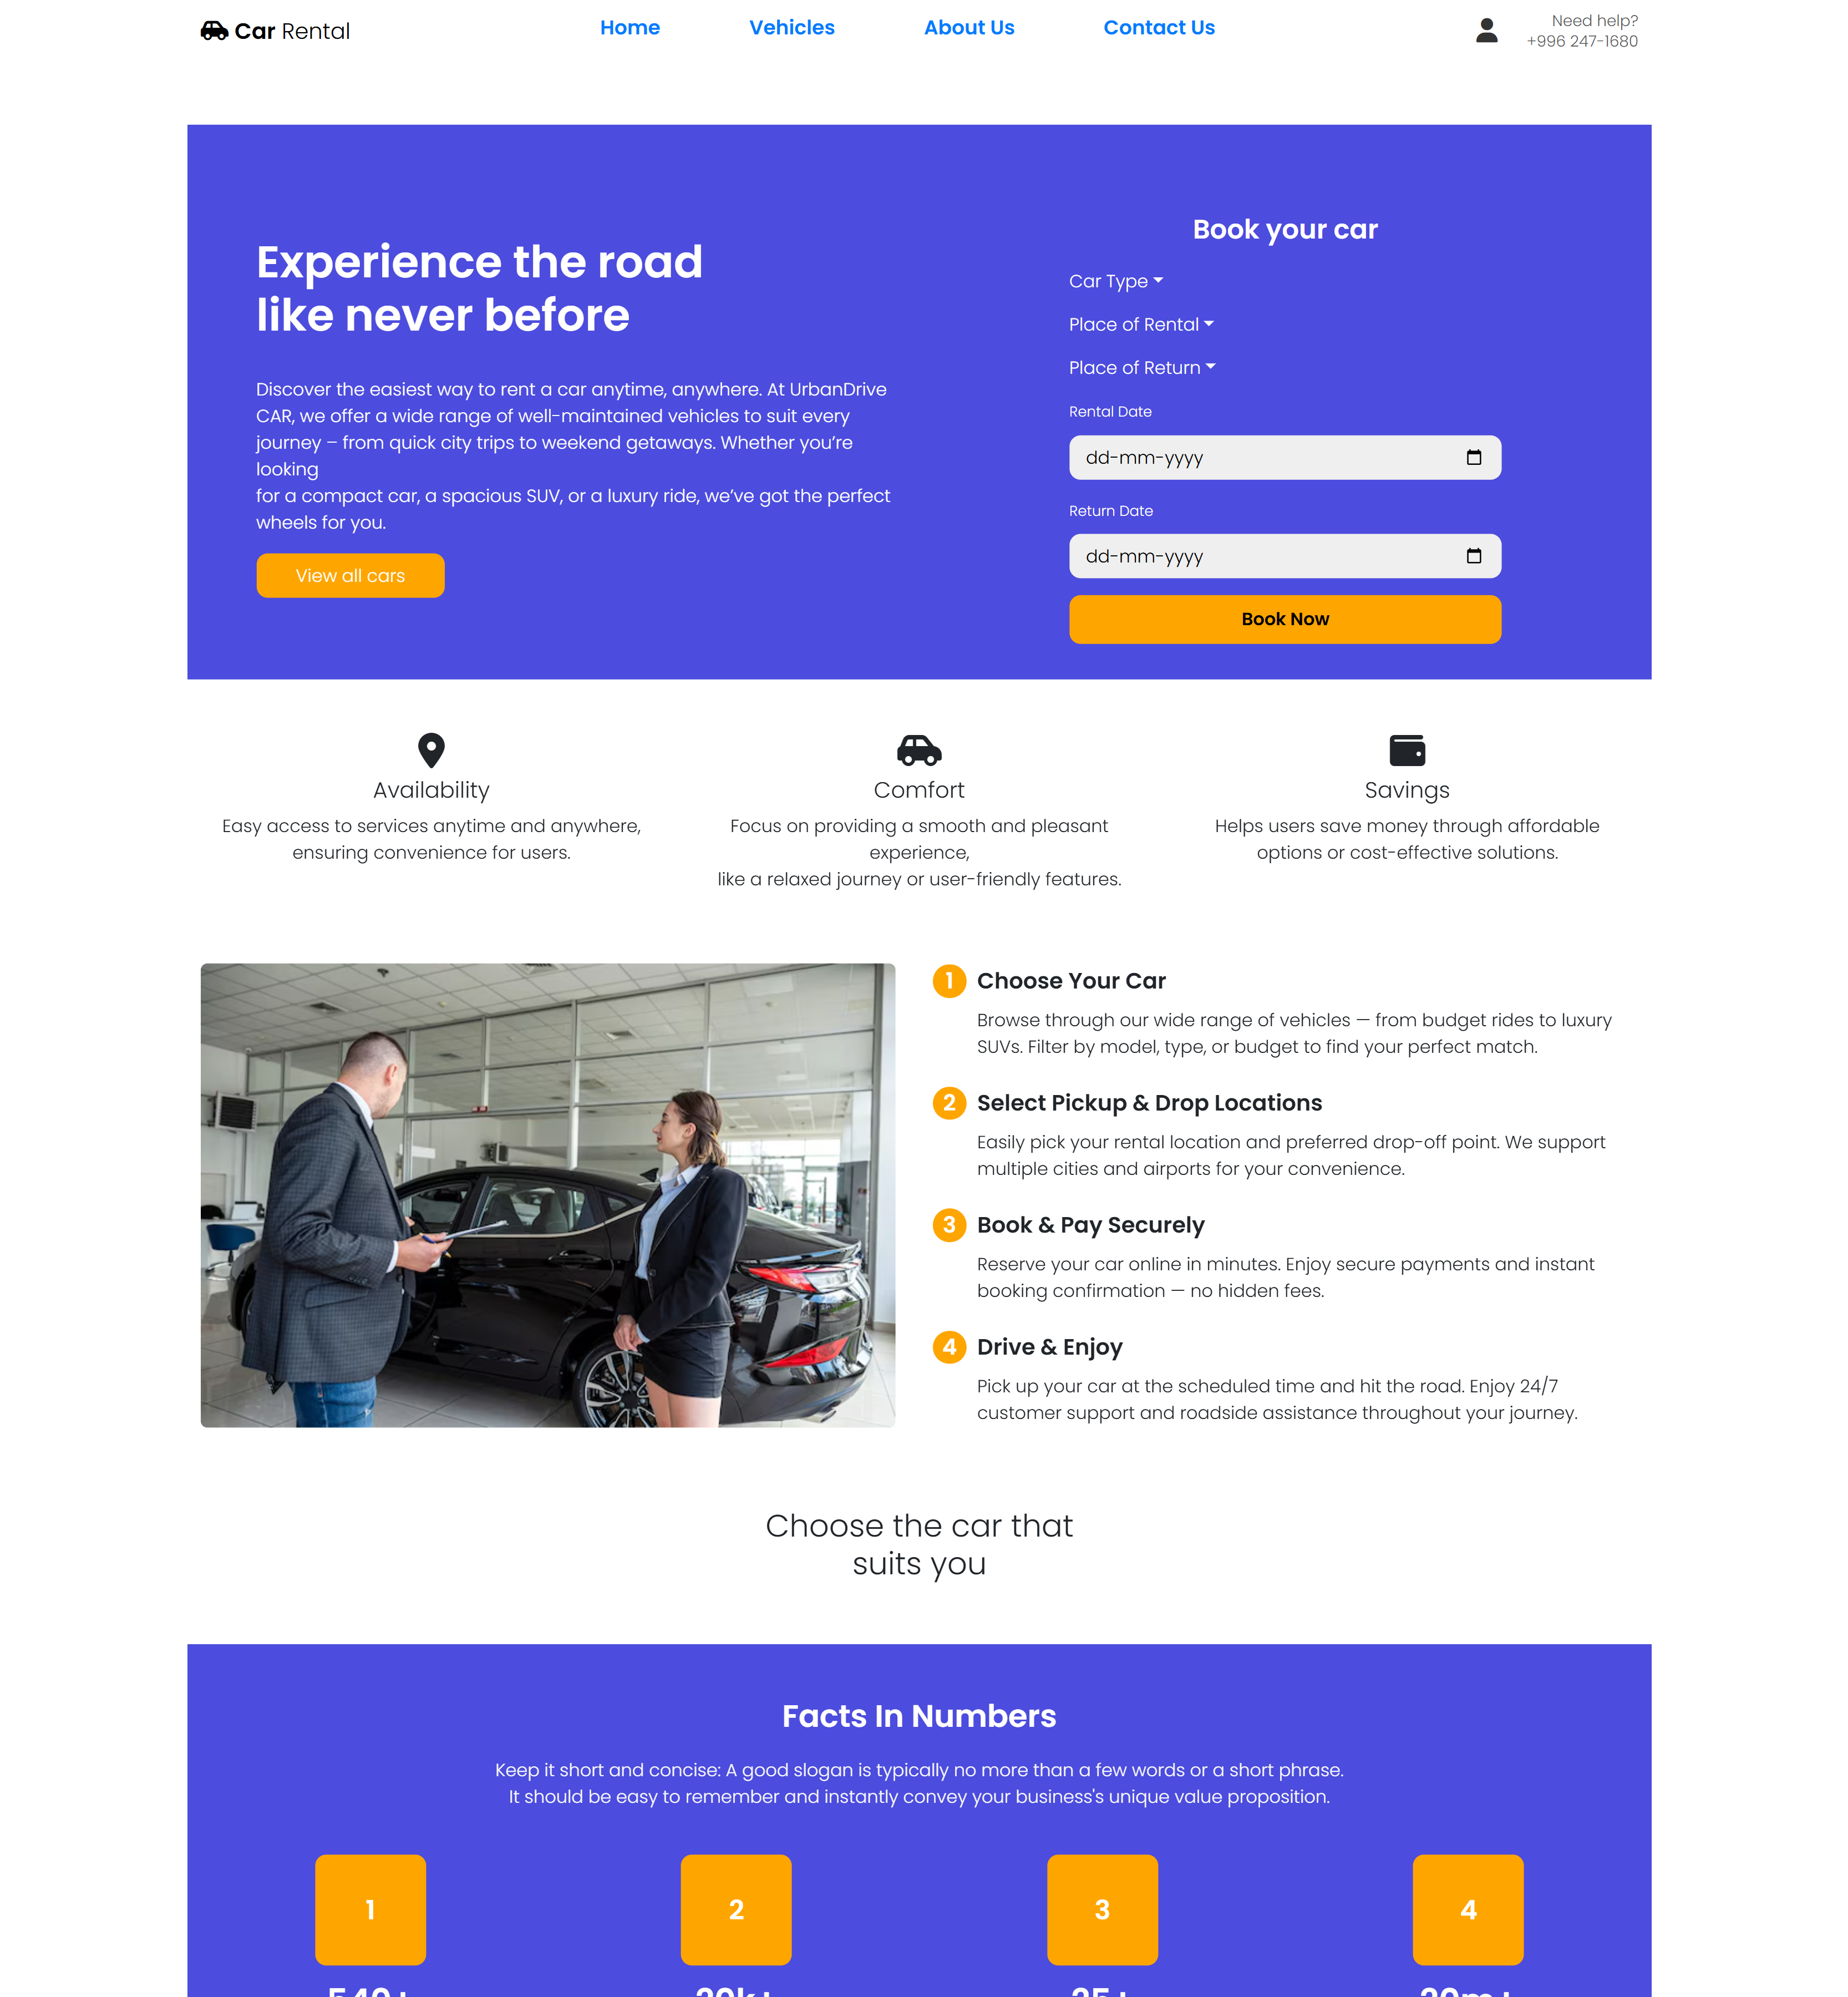 Car Rental
Home
Vehicles
About Us
Contact Us
Need help?
+996 247-1680
Experience the road
like never before
Discover the easiest way to rent a car anytime, anywhere. At UrbanDrive
CAR, we offer a wide range of well-maintained vehicles to suit every
journey – from quick city trips to weekend getaways. Whether you’re
looking
for a compact car, a spacious SUV, or a luxury ride, we’ve got the perfect
wheels for you.
View all cars
Book your car
Car Type
Place of Rental
Place of Return
Rental Date
dd-mm-yyyy
Return Date
dd-mm-yyyy
Book Now
Availability
Easy access to services anytime and anywhere,
ensuring convenience for users.
Comfort
Focus on providing a smooth and pleasant
experience,
like a relaxed journey or user-friendly features.
Savings
Helps users save money through affordable
options or cost-effective solutions.
1 Choose Your Car
Browse through our wide range of vehicles — from budget rides to luxury
SUVs. Filter by model, type, or budget to find your perfect match.
2 Select Pickup & Drop Locations
Easily pick your rental location and preferred drop-off point. We support
multiple cities and airports for your convenience.
3 Book & Pay Securely
Reserve your car online in minutes. Enjoy secure payments and instant
booking confirmation — no hidden fees.
4 Drive & Enjoy
Pick up your car at the scheduled time and hit the road. Enjoy 24/7
customer support and roadside assistance throughout your journey.
Choose the car that
suits you
Facts In Numbers
Keep it short and concise: A good slogan is typically no more than a few words or a short phrase.
It should be easy to remember and instantly convey your business's unique value proposition.
1
2
3
4